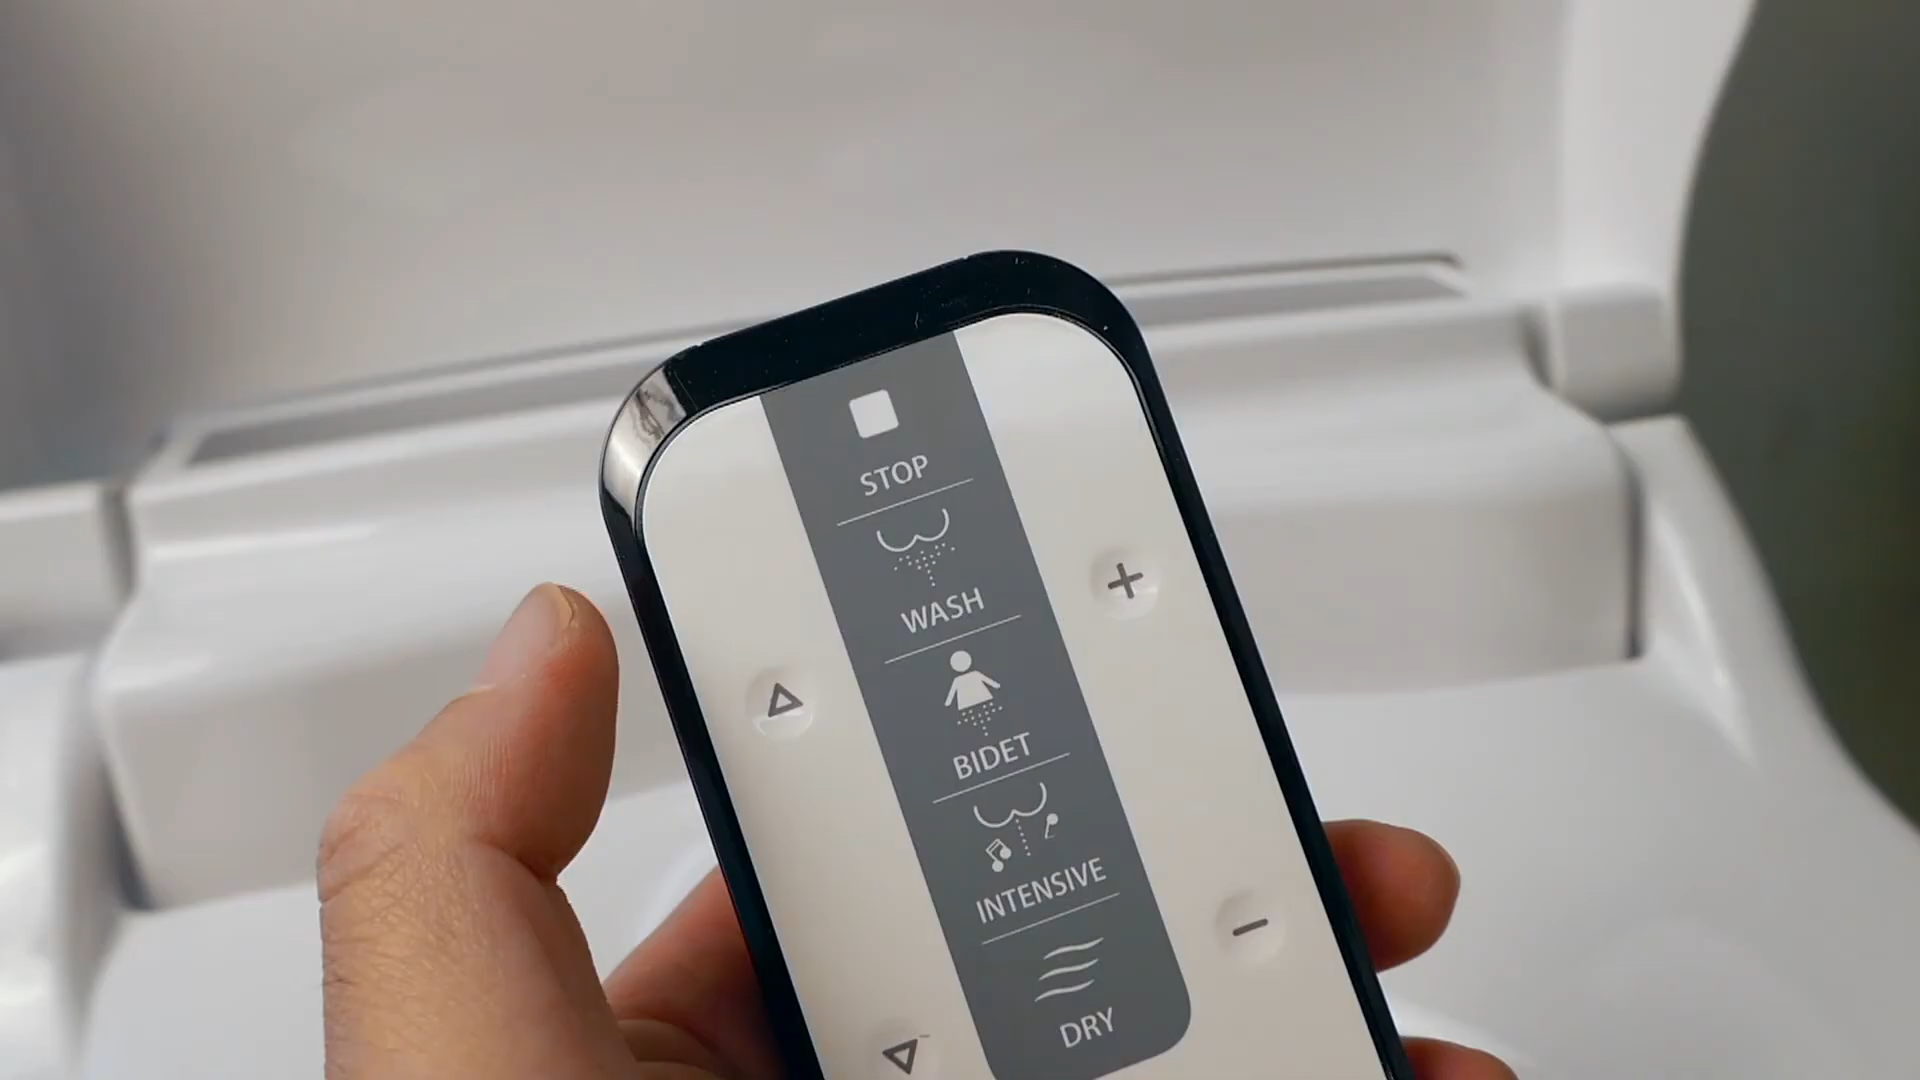 STOP
WASH
+
BIDET
INTENSIVE
-
DRY